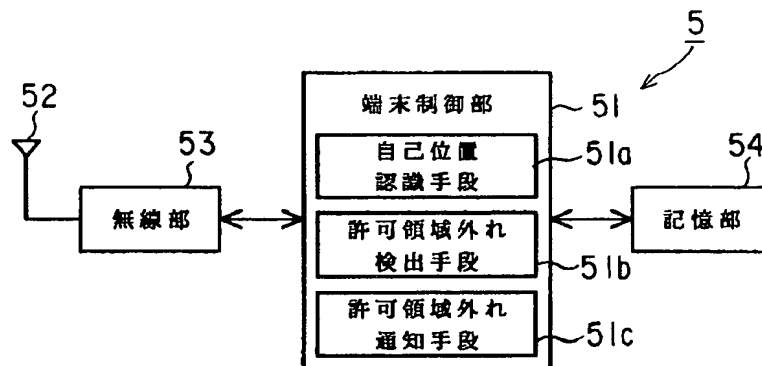 5
52
端末制御部
51
53
自己位置
認識手段
51a
54
無線部
許可領域外れ
検出手段
51b
記憶部
許可領域外れ
通知手段
51c